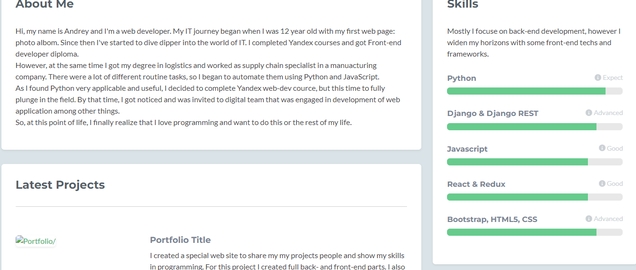 About Me
Hi, my name is Andrey and I'm a web developer. My IT journey began when I was 12 year old with my first web page:
photo album. Since then I've started to dive dipper into the world of IT. I completed Yandex courses and got Front-end
developer diploma.
However, at the same time I got my degree in logistics and worked as supply chain specialist in a manuacturing
company. There were a lot of different routine tasks, so I began to automate them using Python and JavaScript.
As I found Python very applicable and useful, I decided to complete Yandex web-dev cource, but this time to fully
plunge in the field. By that time, I got noticed and was invited to digital team that was engaged in development of web
application among other things.
So, at this point of life, I finally realize that I love programming and want to do this or the rest of my life.
Latest Projects
Portfolio/
Portfolio Title
I created a special web site to share my my projects people and show my skills
in programming. For this project I created full back- and front-end parts. I also
Skills
Mostly I focus on back-end development, however I
widen my horizons with some front-end techs and
frameworks.
Python Expect
Django & Django REST Advanced
Javascript Good
React & Redux Good
Bootstrap, HTML5, CSS Advanced